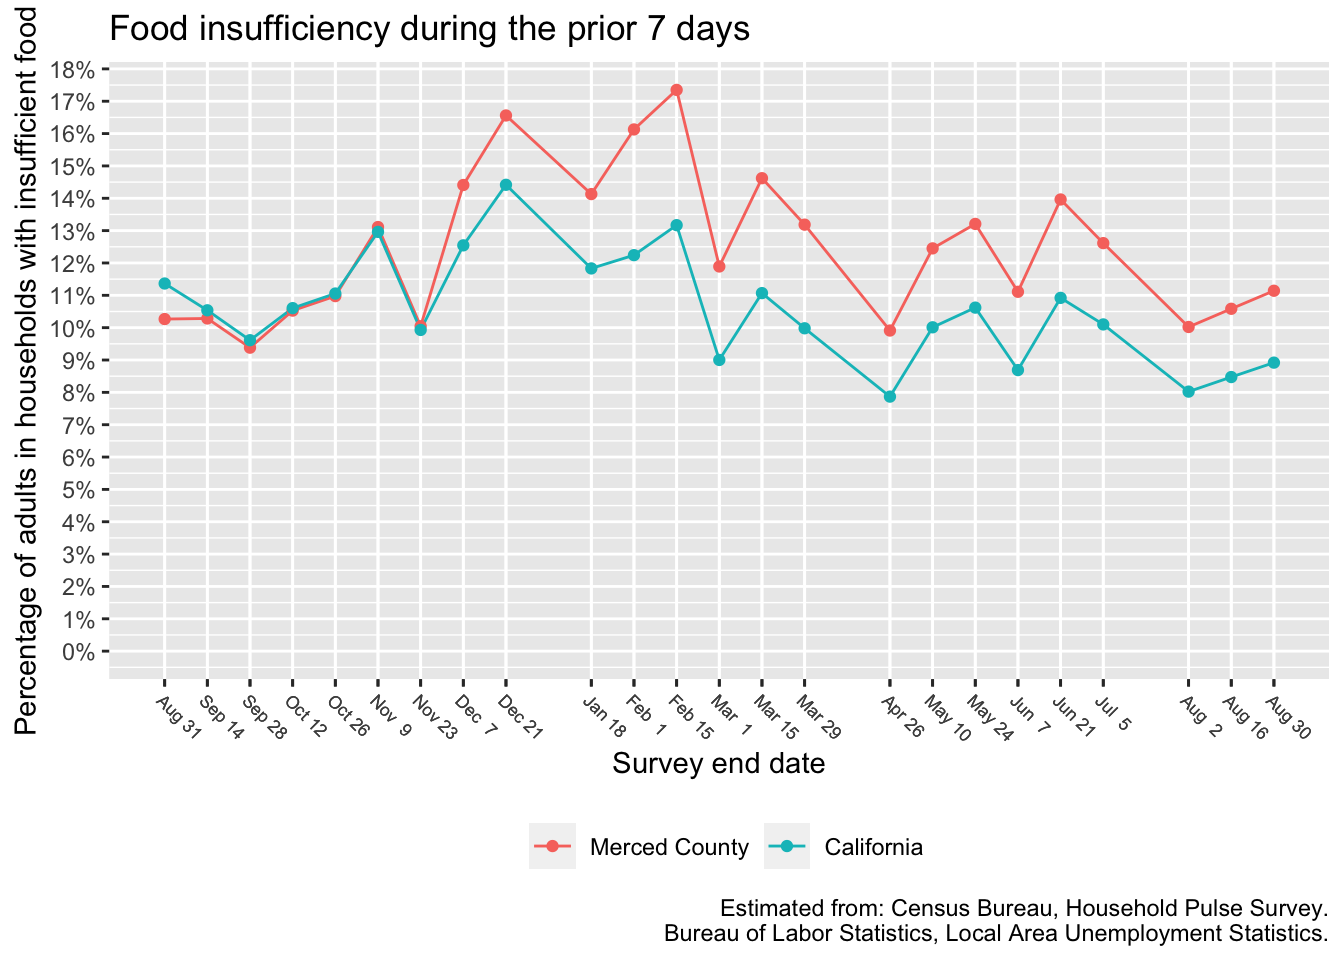 Food insufficiency during the prior 7 days
Percentage of adults in households with insufficient food
18%
17%
16%
15%
14%
13%
12%
11%
10%
9%
8%
7%
6%
5%
4%
3%
2%
1%
0%
Aug 31
Sep 14
Sep 28
Oct 12
Oct 26
Nov 9
Nov 23
Dec 7
Dec 21
Jan 18
Feb 1
Feb 15
Mar 1
Mar 15
Mar 29
Apr 26
May 10
May 24
Jun 7
Jun 21
Jul 5
Aug 2
Aug 16
Aug 30
Survey end date
Merced County
California
Estimated from: Census Bureau, Household Pulse Survey.
Bureau of Labor Statistics, Local Area Unemployment Statistics.